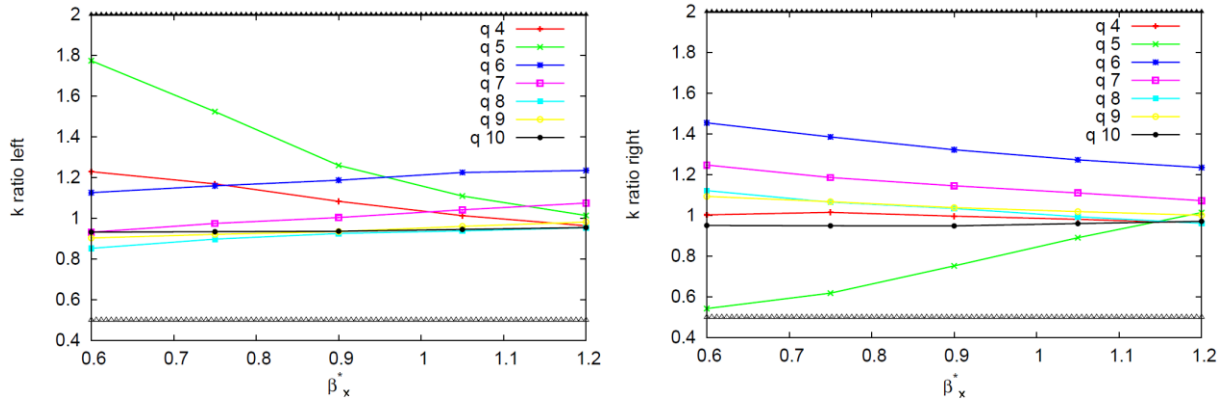 k ratio left
2
1.8
1.6
1.4
1.2
1
0.8
0.6
0.4
q 4
q 5
q 6
q 7
q 8
q 9
q 10
0.6 0.7 0.8 0.9 1 1.1 1.2
β*x
k ratio right
2
1.8
1.6
1.4
1.2
1
0.8
0.6
0.4
q 4
q 5
q 6
q 7
q 8
q 9
q 10
0.6 0.7 0.8 0.9 1 1.1 1.2
β*x